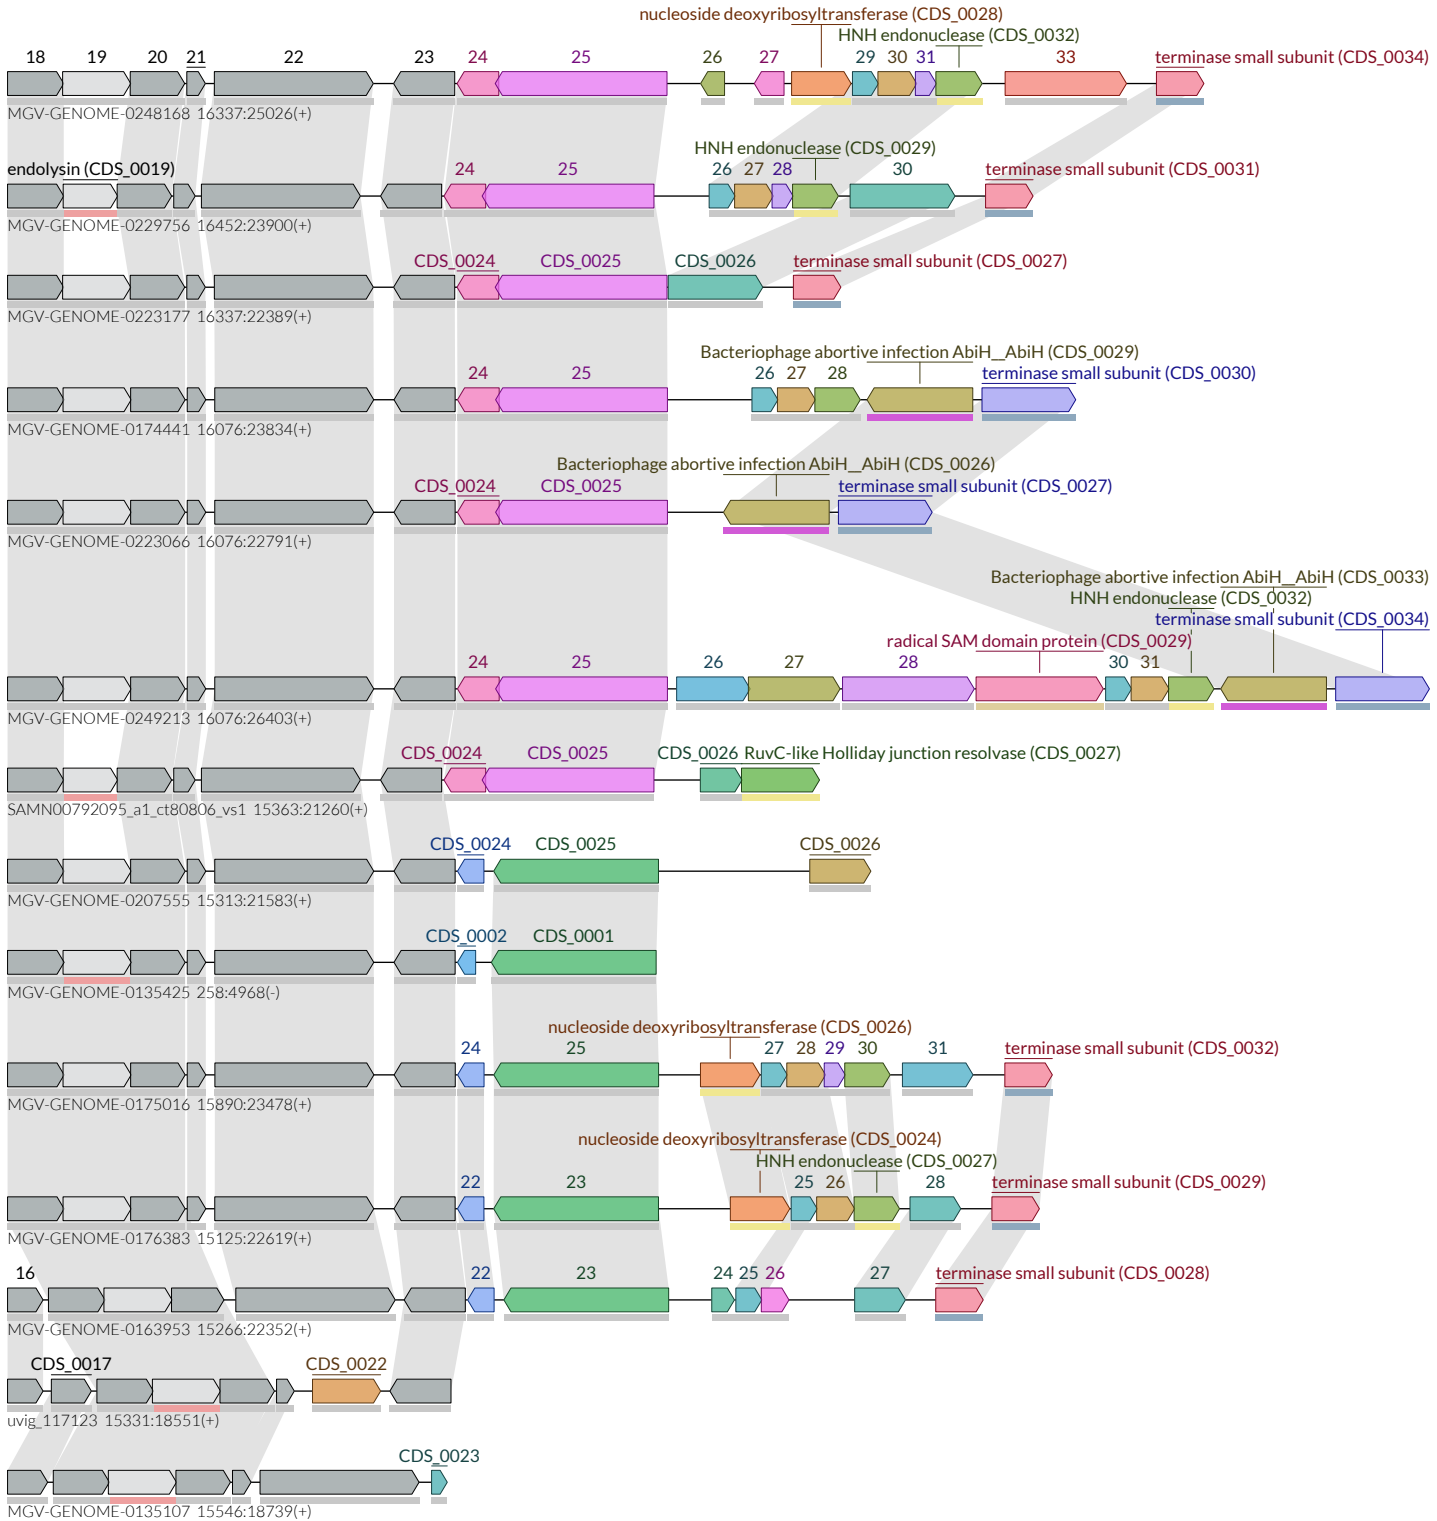 nucleoside deoxyribosyltransferase (CDS_0028)
HNH endonuclease (CDS_0032)
18 19 20 21 22 23 24 25 26 27 29 30 31 33 terminase small subunit (CDS_0034)
MGV-GENOME-0248168 16337:25026(+)
HNH endonuclease (CDS_0029)
endolysin (CDS_0019) 24 25 26 27 28 30 terminase small subunit (CDS_0031)
MGV-GENOME-0229756 16452:23900(+)
CDS_0024 CDS_0025 CDS_0026 terminase small subunit (CDS_0027)
MGV-GENOME-0223177 16337:22389(+)
Bacteriophage abortive infection AbiH__AbiH (CDS_0029)
24 25 26 27 28 terminase small subunit (CDS_0030)
MGV-GENOME-0174441 16076:23834(+)
Bacteriophage abortive infection AbiH__AbiH (CDS_0026)
CDS_0024 CDS_0025 terminase small subunit (CDS_0027)
MGV-GENOME-0223066 16076:22791(+)
Bacteriophage abortive infection AbiH__AbiH (CDS_0033)
HNH endonuclease (CDS_0032)
terminase small subunit (CDS_0034)
radical SAM domain protein (CDS_0029)
24 25 26 27 28 30 31
MGV-GENOME-0249213 16076:26403(+)
CDS_0024 CDS_0025 CDS_0026 RuvC-like Holliday junction resolvase (CDS_0027)
SAMN00792095_a1_ct80806_vs1 15363:21260(+)
CDS_0024 CDS_0025 CDS_0026
MGV-GENOME-0207555 15313:21583(+)
CDS_0002 CDS_0001
MGV-GENOME-0135425 258:4968(-)
nucleoside deoxyribosyltransferase (CDS_0026)
24 25 27 28 29 30 31 terminase small subunit (CDS_0032)
MGV-GENOME-0175016 15890:23478(+)
nucleoside deoxyribosyltransferase (CDS_0024)
HNH endonuclease (CDS_0027)
22 23 25 26 28 terminase small subunit (CDS_0029)
MGV-GENOME-0176383 15125:22619(+)
16 22 23 24 25 26 27 terminase small subunit (CDS_0028)
MGV-GENOME-0163953 15266:22352(+)
CDS_0017 CDS_0022
uvig_117123 15331:18551(+)
CDS_0023
MGV-GENOME-0135107 15546:18739(+)